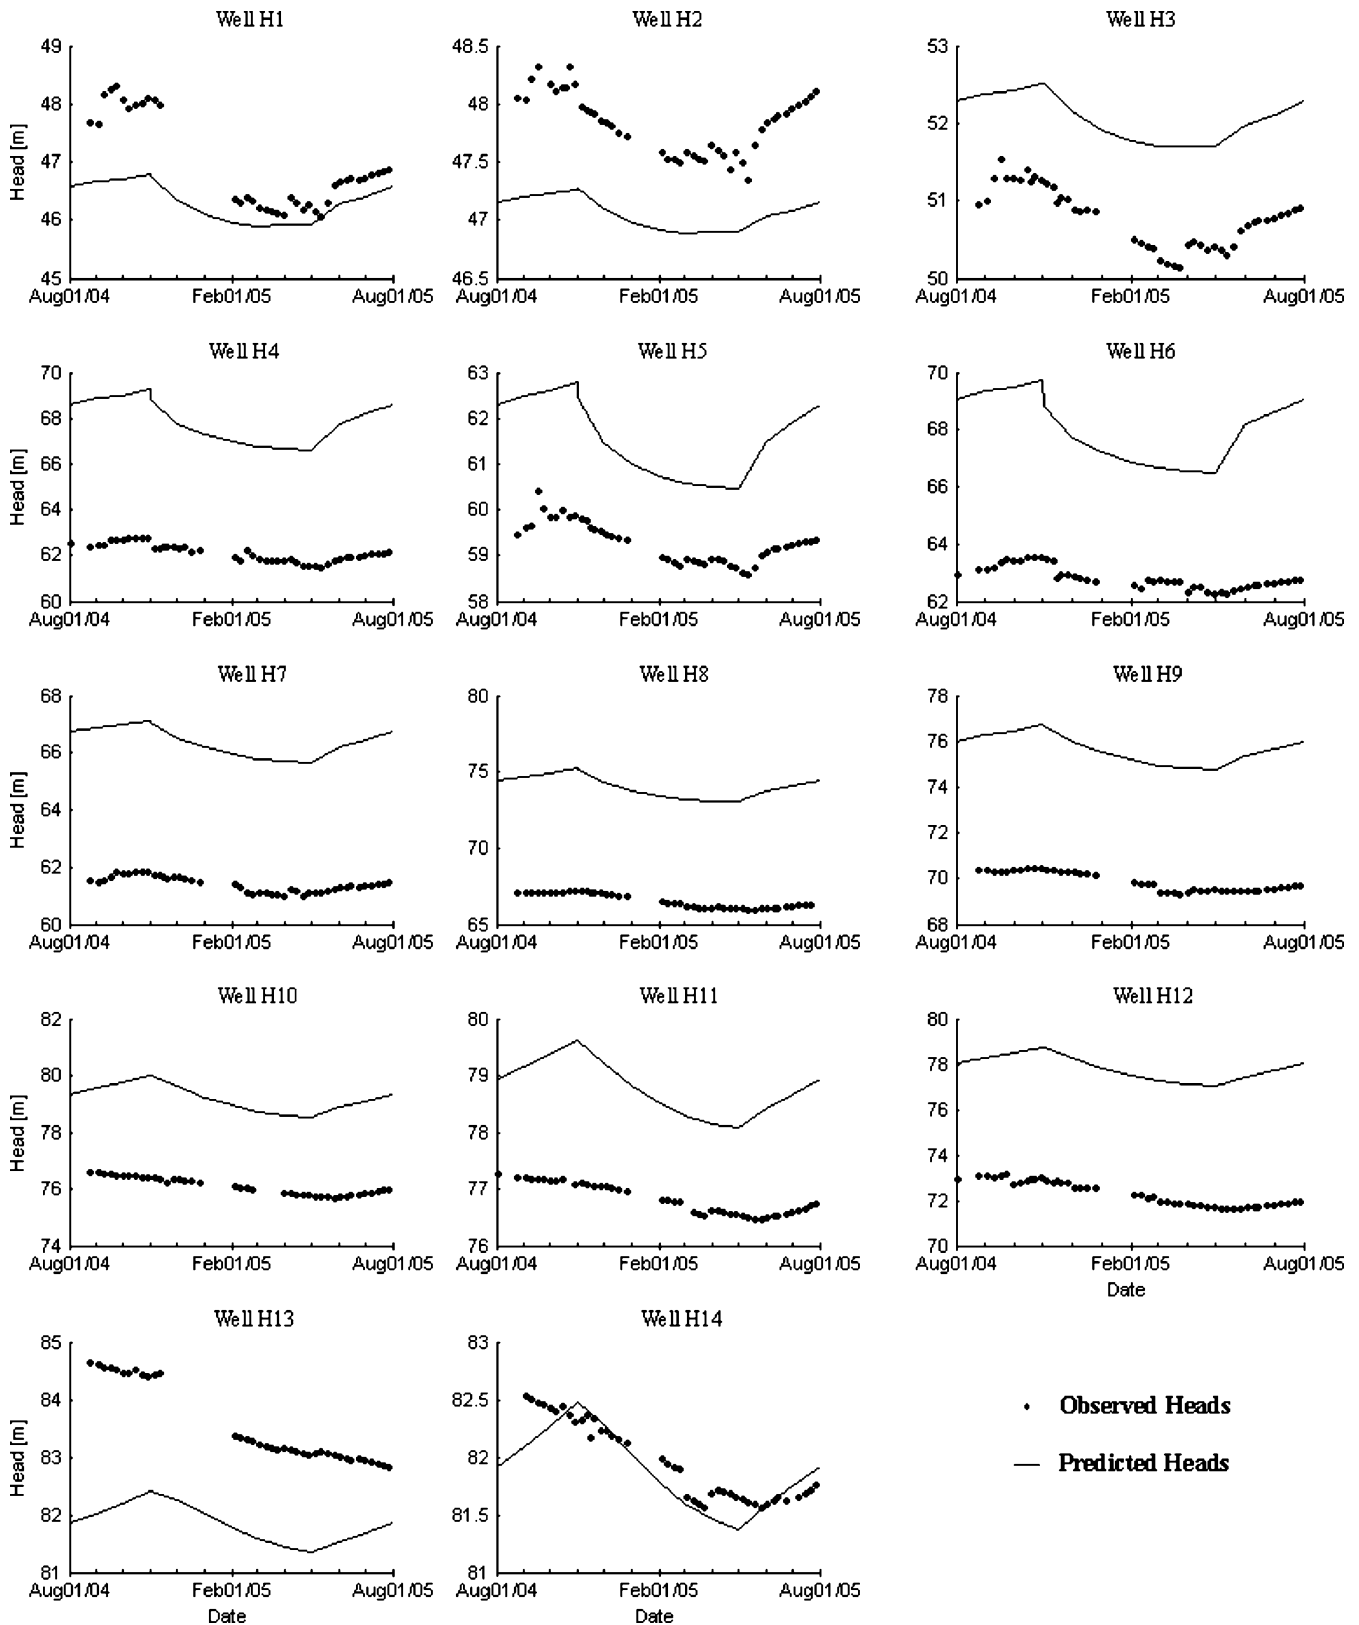 Well H1
Well H2
Well H3
49
48
47
46
45
Head [m]
Aug01/04
Feb01/05
Aug01/05
48.5
48
47.5
47
46.5
Aug01/04
Feb01/05
Aug01/05
53
52
51
50
Aug01/04
Feb01/05
Aug01/05
Well H4
Well H5
Well H6
70
68
66
64
62
60
Head [m]
Aug01/04
Feb01/05
Aug01/05
63
62
61
60
59
58
Aug01/04
Feb01/05
Aug01/05
70
68
66
64
62
Aug01/04
Feb01/05
Aug01/05
Well H7
Well H8
Well H9
68
66
64
62
60
Head [m]
Aug01/04
Feb01/05
Aug01/05
80
75
70
65
Aug01/04
Feb01/05
Aug01/05
78
76
75
72
70
68
Aug01/04
Feb01/05
Aug01/05
Well H10
Well H11
Well H12
82
80
78
76
74
Head [m]
Aug01/04
Feb01/05
Aug01/05
80
79
78
77
76
Aug01/04
Feb01/05
Aug01/05
80
78
76
74
72
70
Aug01/04
Feb01/05
Aug01/05
Date
Well H13
Well H14
85
84
83
82
81
Head [m]
Aug01/04
Feb01/05
Aug01/05
Date
83
82.5
82
81.5
81
Aug01/04
Feb01/05
Aug01/05
Date
Observed Heads
Predicted Heads